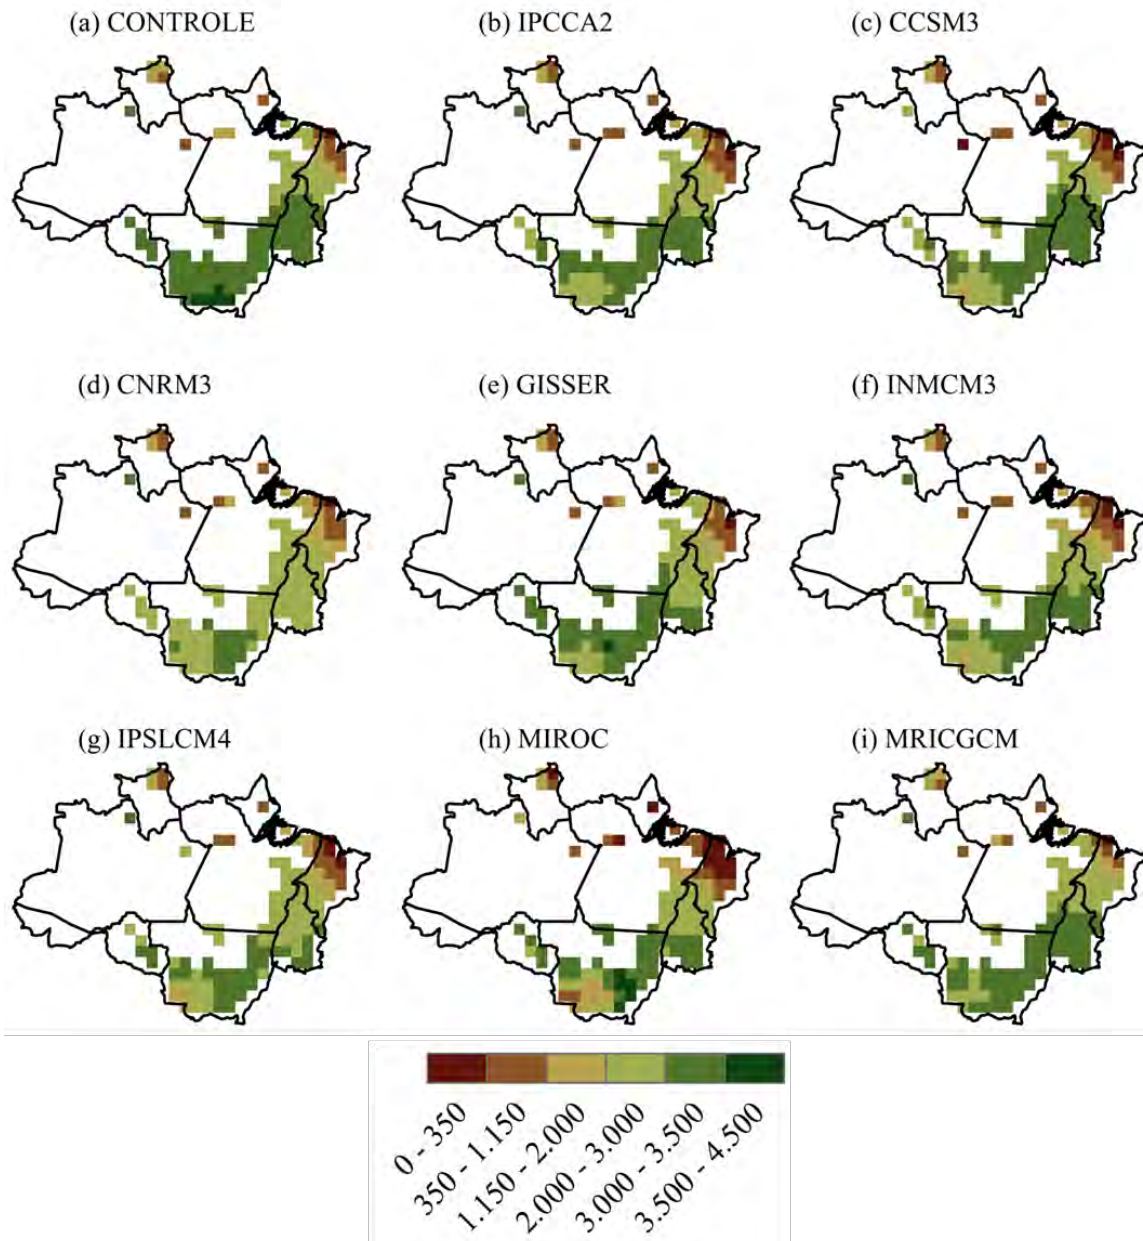 (a) CONTROLE (b) IPCCA2 (c) CCSM3
(d) CNRM3 (e) GISSER (f) INMCM3
(g) IPSLCM4 (h) MIROC (i) MRICGCM
0 - 350
350 - 1.150
1.150 - 2.000
2.000 - 3.000
3.000 - 3.500
3.500 - 4.500